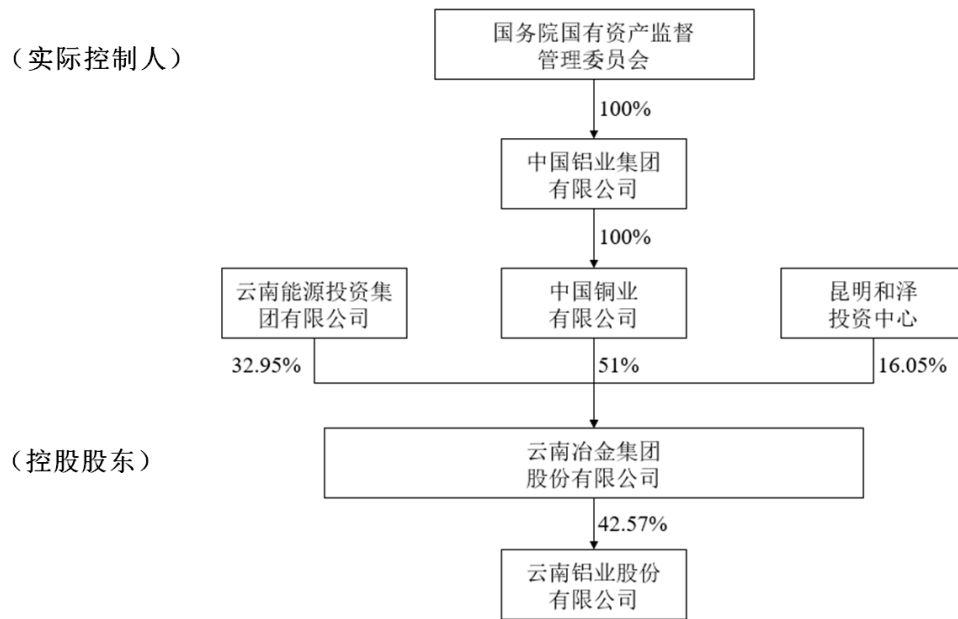 国务院国有资产监督
管理委员会
（实际控制人）
100%
中国铝业集团
有限公司
100%
云南能源投资集
团有限公司
中国铜业
有限公司
昆明和泽
投资中心
32.95%
51%
16.05%
云南冶金集团
股份有限公司
（控股股东）
42.57%
云南铝业股份
有限公司